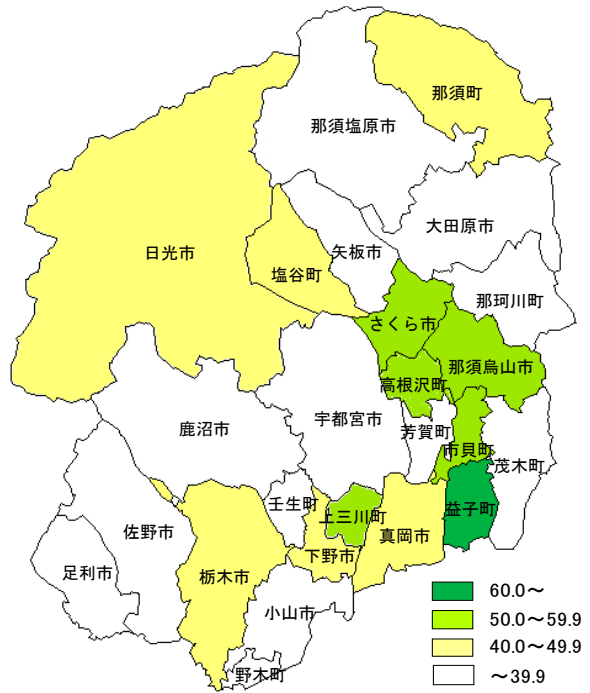 那須町
那須塩原市
大田原市
日光市
矢板市
塩谷町
那珂川町
さくら市
那須烏山市
高根沢町
鹿沼市
宇都宮市
芳賀町
市貝町
茂木町
壬生町
上三川町
益子町
佐野市
真岡市
下野市
足利市
栃木市
小山市
野木町
60.0～
50.0～59.9
40.0～49.9
～39.9